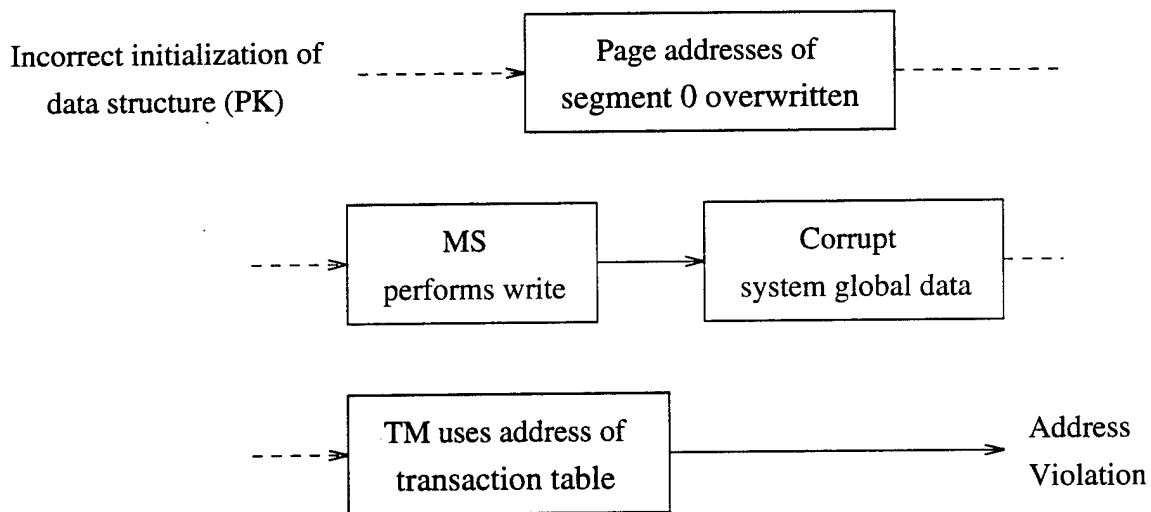 Incorrect initialization of
data structure (PK)
Page addresses of
segment 0 overwritten
MS
performs write
Corrupt
system global data
TM uses address of
transaction table
Address
Violation